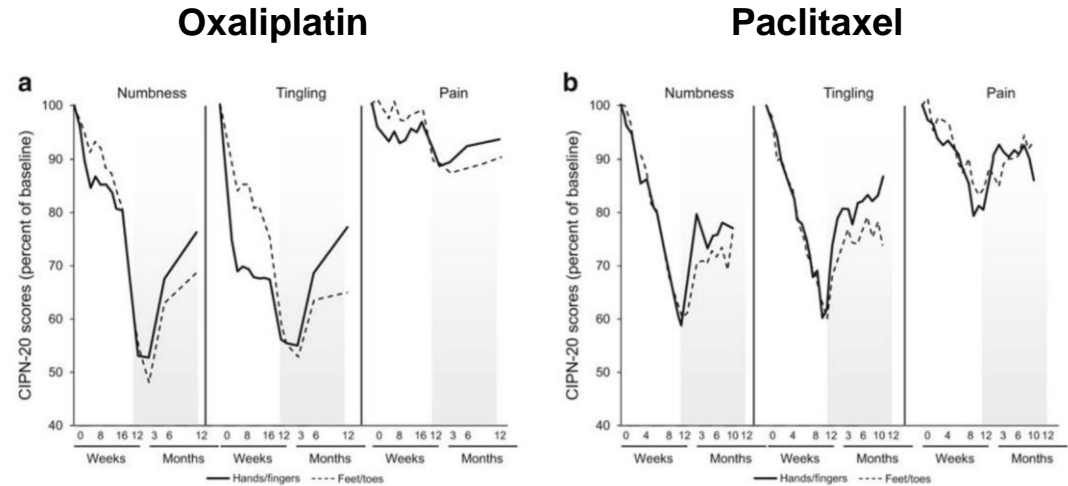 Oxaliplatin
Paclitaxel
a
Numbness
Tingling
Pain
CIPN-20 scores (percent of baseline)
100
90
80
70
60
50
40
0 8 16 12 3 6 12
0 8 16 12 3 6 12
0 8 16 12 3 6 12
Weeks Months
Weeks Months
Weeks Months
Hands/fingers Feet/toes
b
Numbness
Tingling
Pain
CIPN-20 scores (percent of baseline)
100
90
80
70
60
50
40
0 4 8 12 3 6 10 12
0 4 8 12 3 6 10 12
0 4 8 12 3 6 10 12
Weeks Months
Weeks Months
Weeks Months
Hands/fingers Feet/toes